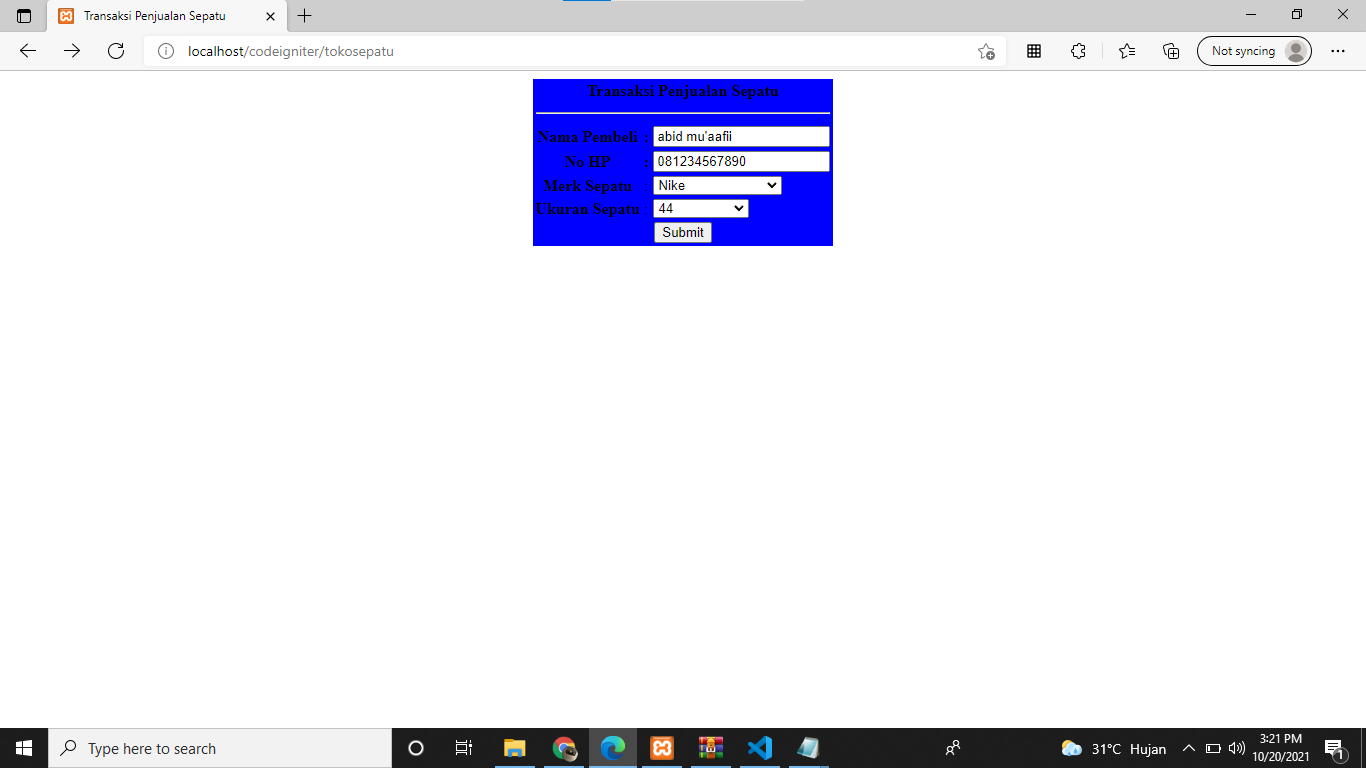 Transaksi Penjualan Sepatu
localhost/codeigniter/tokosepatu
Not syncing
Transaksi Penjualan Sepatu
Nama Pembeli : abid mu'aafii
No HP : 081234567890
Merk Sepatu : Nike
Ukuran Sepatu : 44
Submit
Type here to search
31°C Hujan
3:21 PM
10/20/2021
1